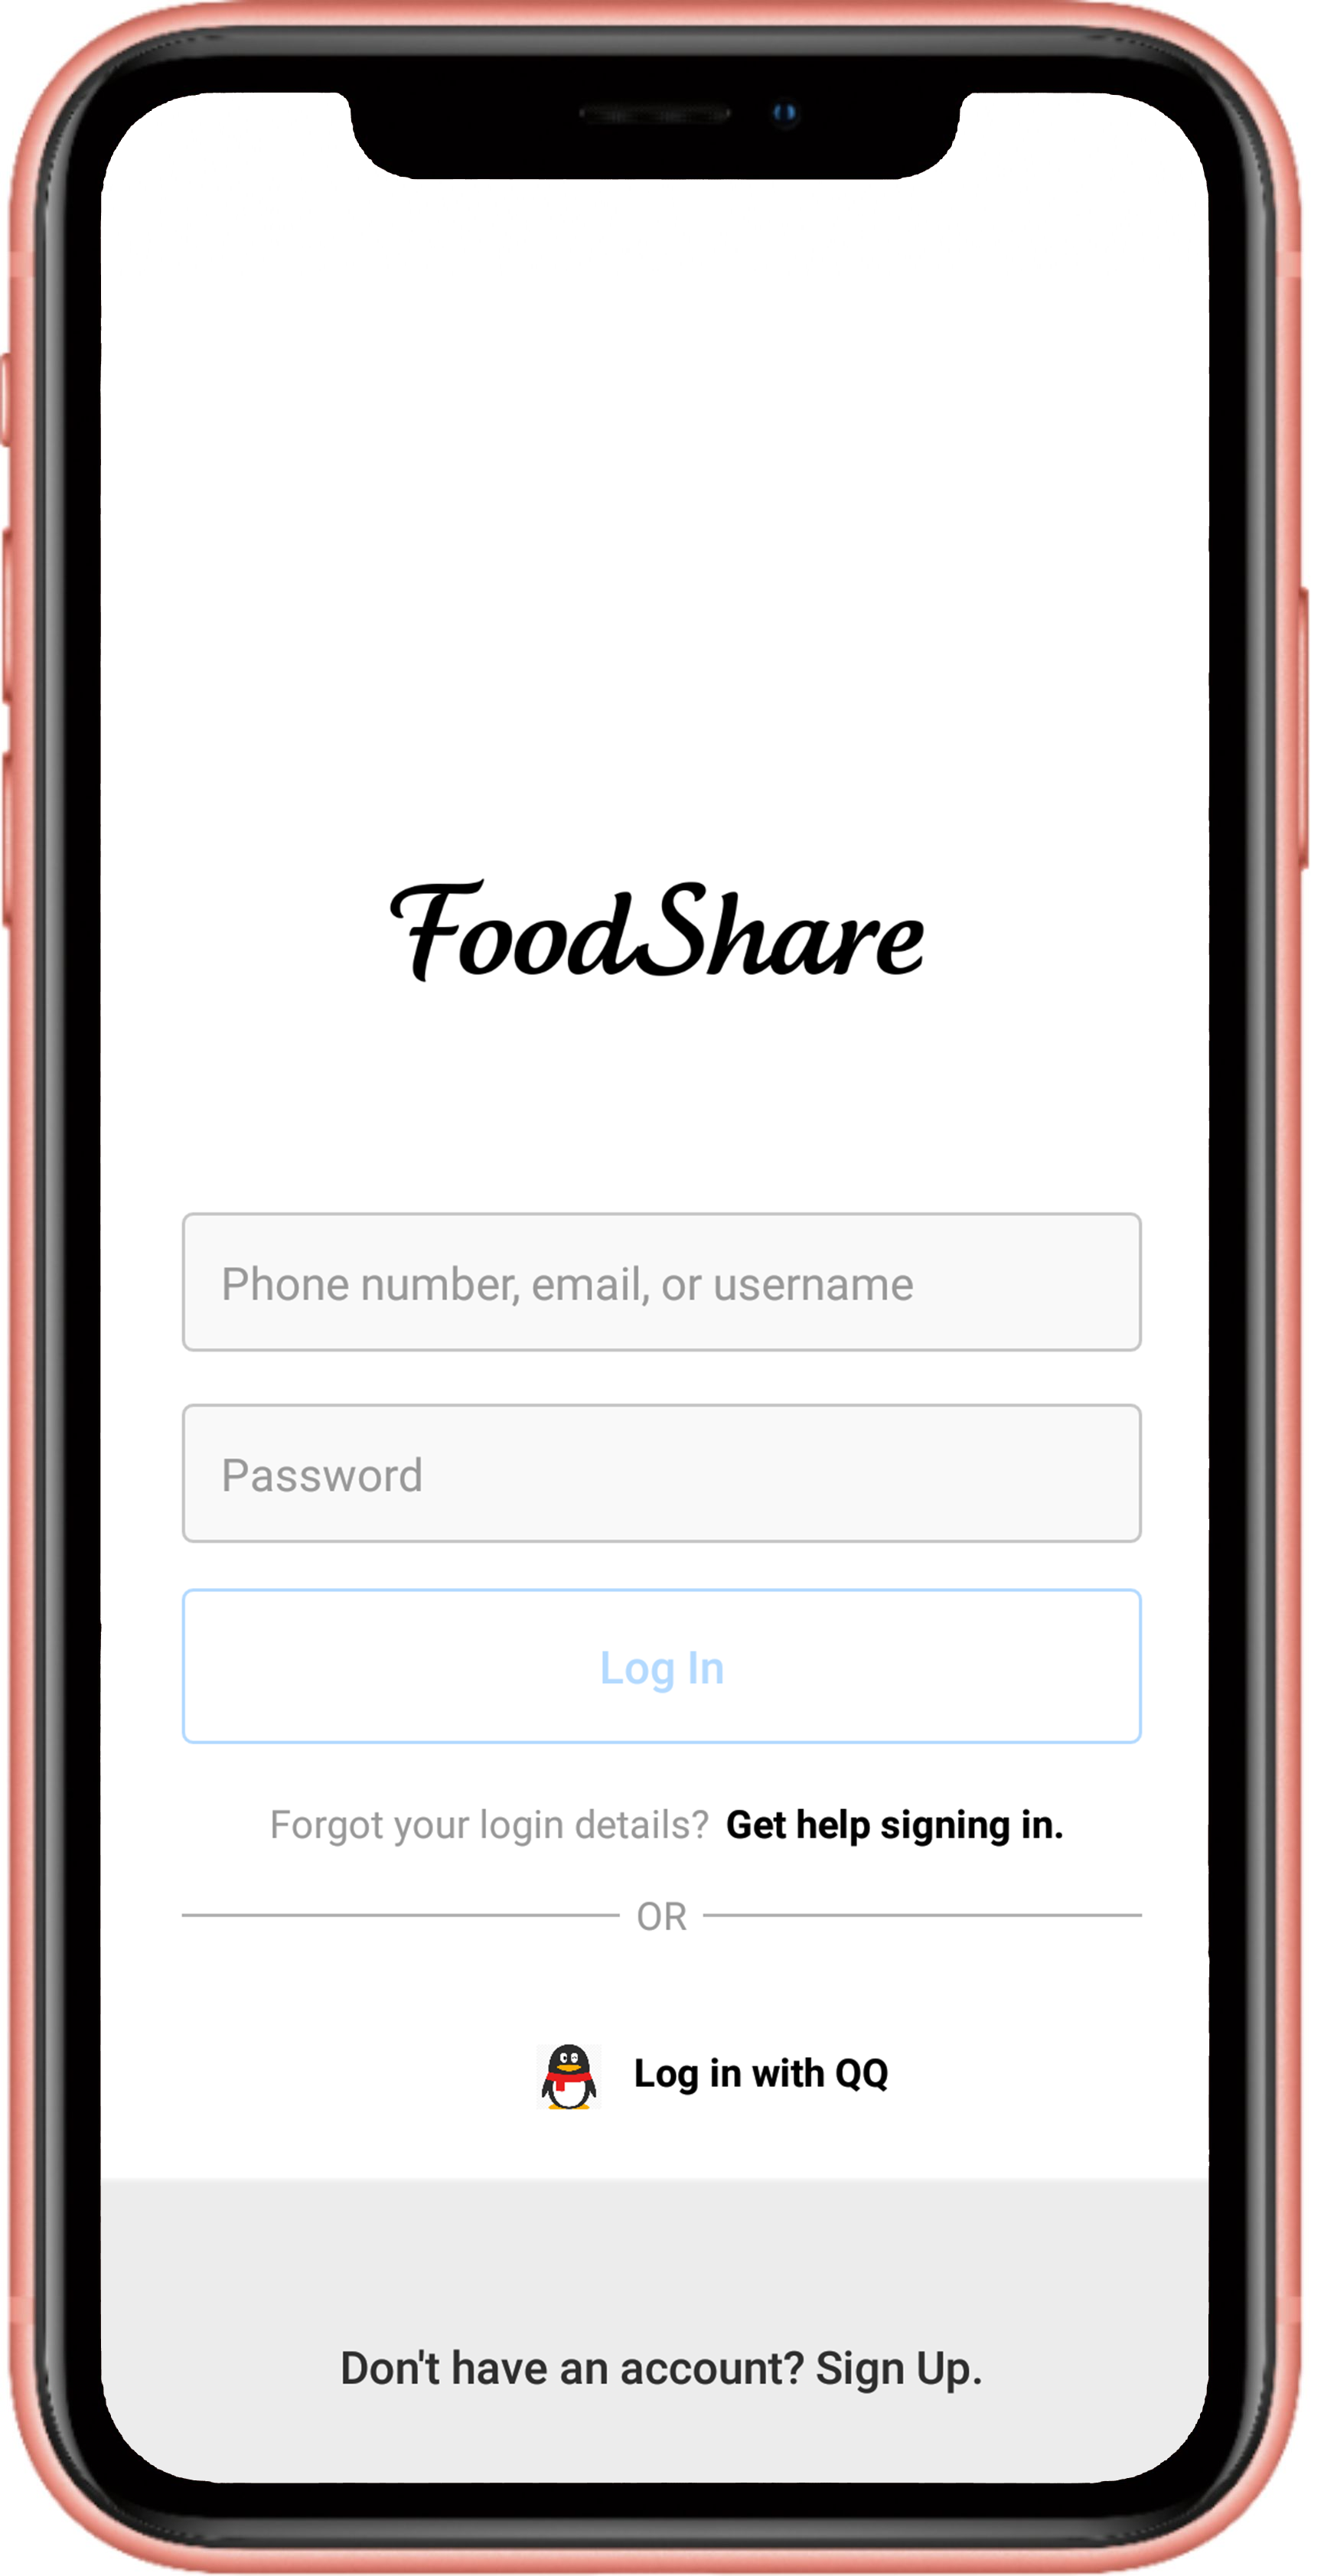 FoodShare
Phone number, email, or username
Password
Log In
Forgot your login details? Get help signing in.
OR
Log in with QQ
Don't have an account? Sign Up.